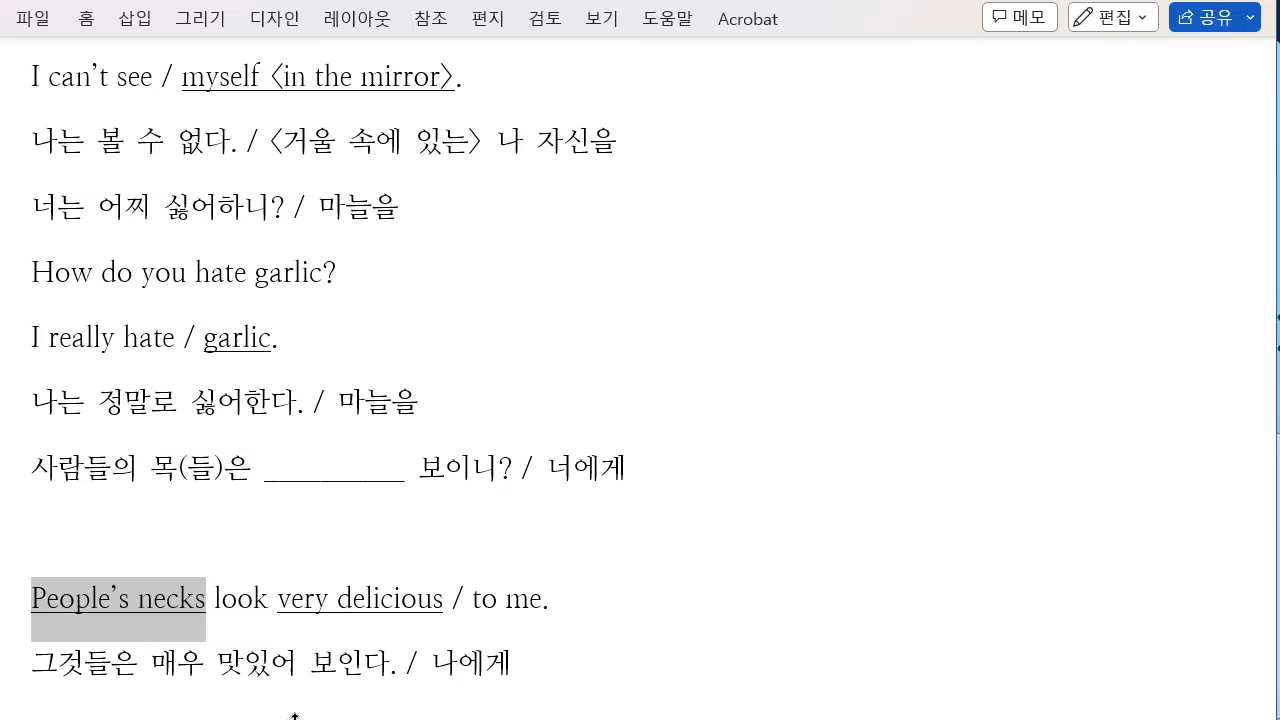 파일 홈 삽입 그리기 디자인 레이아웃 참조 편지 검토 보기 도움말 Acrobat 메모 편집 공유
I can’t see / myself 〈in the mirror〉.
나는 볼 수 없다. / 〈거울 속에 있는〉 나 자신을
너는 어찌 싫어하니? / 마늘을
How do you hate garlic?
I really hate / garlic.
나는 정말로 싫어한다. / 마늘을
사람들의 목(들)은 __________ 보이니? / 너에게
People’s necks look very delicious / to me.
그것들은 매우 맛있어 보인다. / 나에게